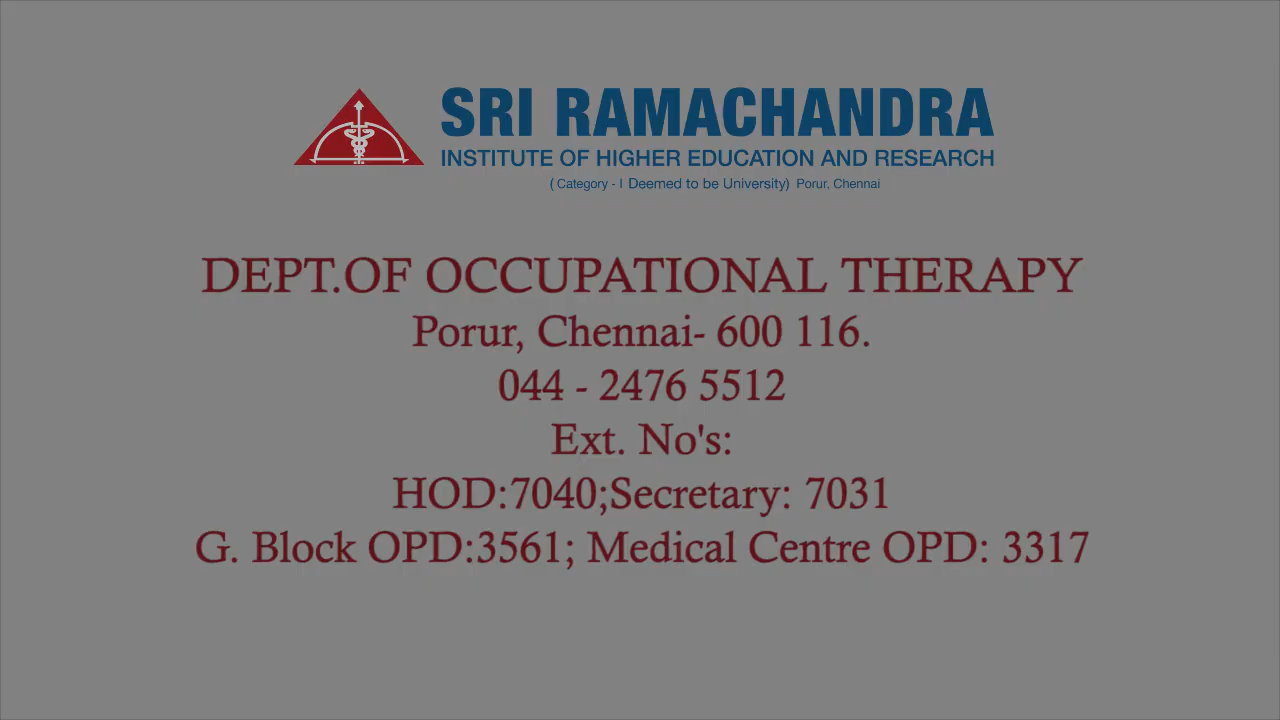 SRI RAMACHANDRA
INSTITUTE OF HIGHER EDUCATION AND RESEARCH
( Category - I Deemed to be University) Porur, Chennai
DEPT.OF OCCUPATIONAL THERAPY
Porur, Chennai- 600 116.
044 - 2476 5512
Ext. No's:
HOD:7040;Secretary: 7031
G. Block OPD:3561; Medical Centre OPD: 3317